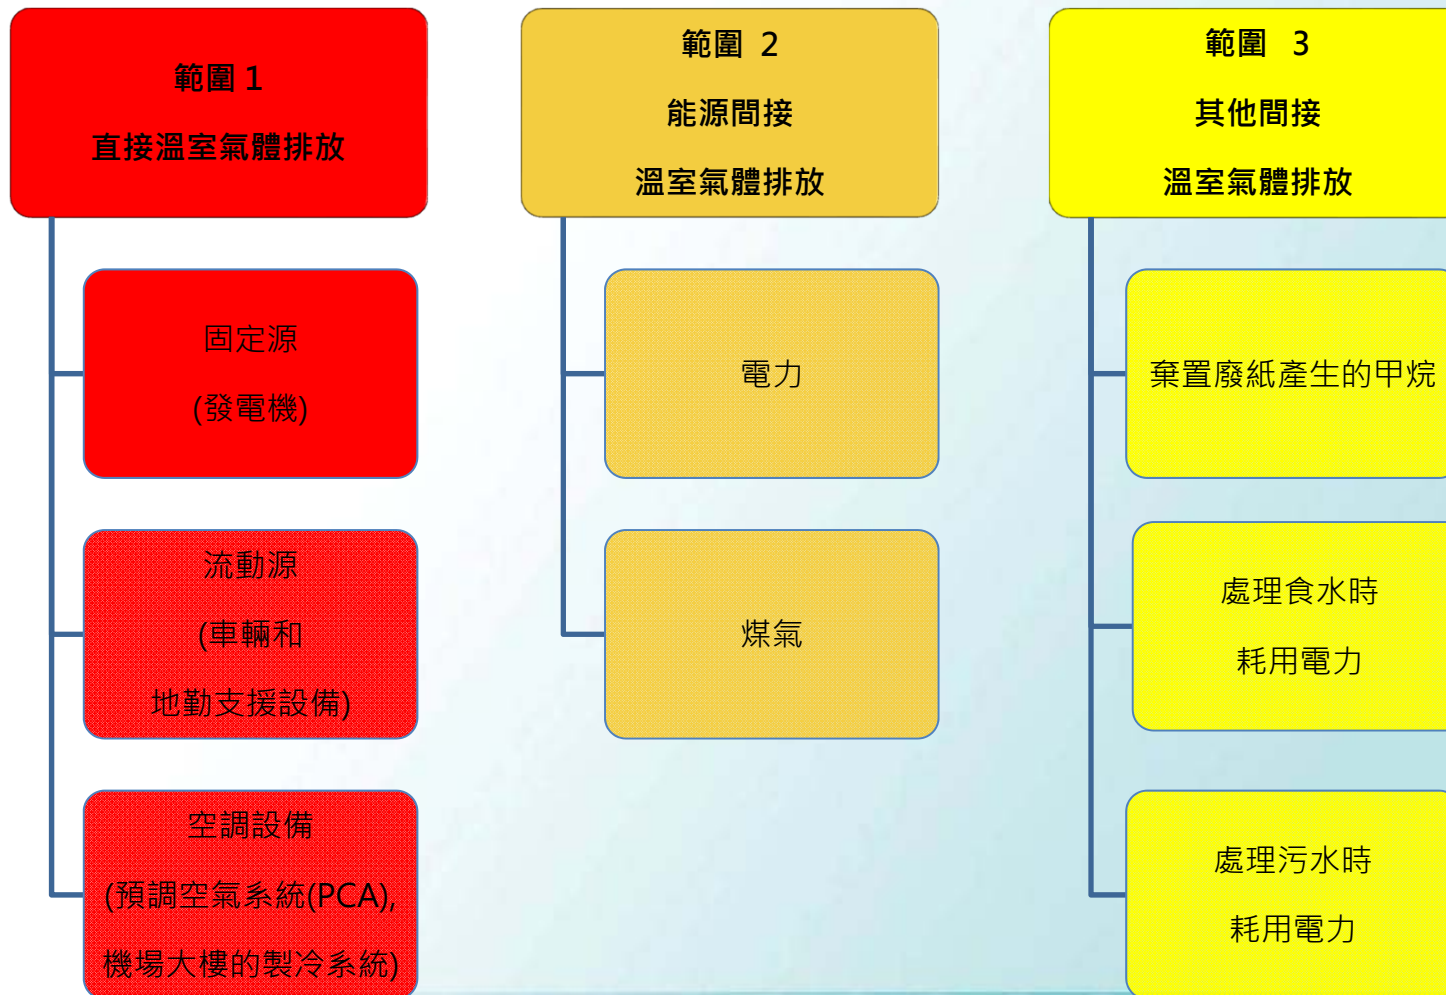 範圍 1
直接溫室氣體排放
固定源
(發電機)
流動源
(車輛和
地勤支援設備)
空調設備
(預調空氣系統(PCA),
機場大樓的製冷系統)
範圍 2
能源間接
溫室氣體排放
電力
煤氣
範圍 3
其他間接
溫室氣體排放
棄置廢紙產生的甲烷
處理食水時
耗用電力
處理污水時
耗用電力